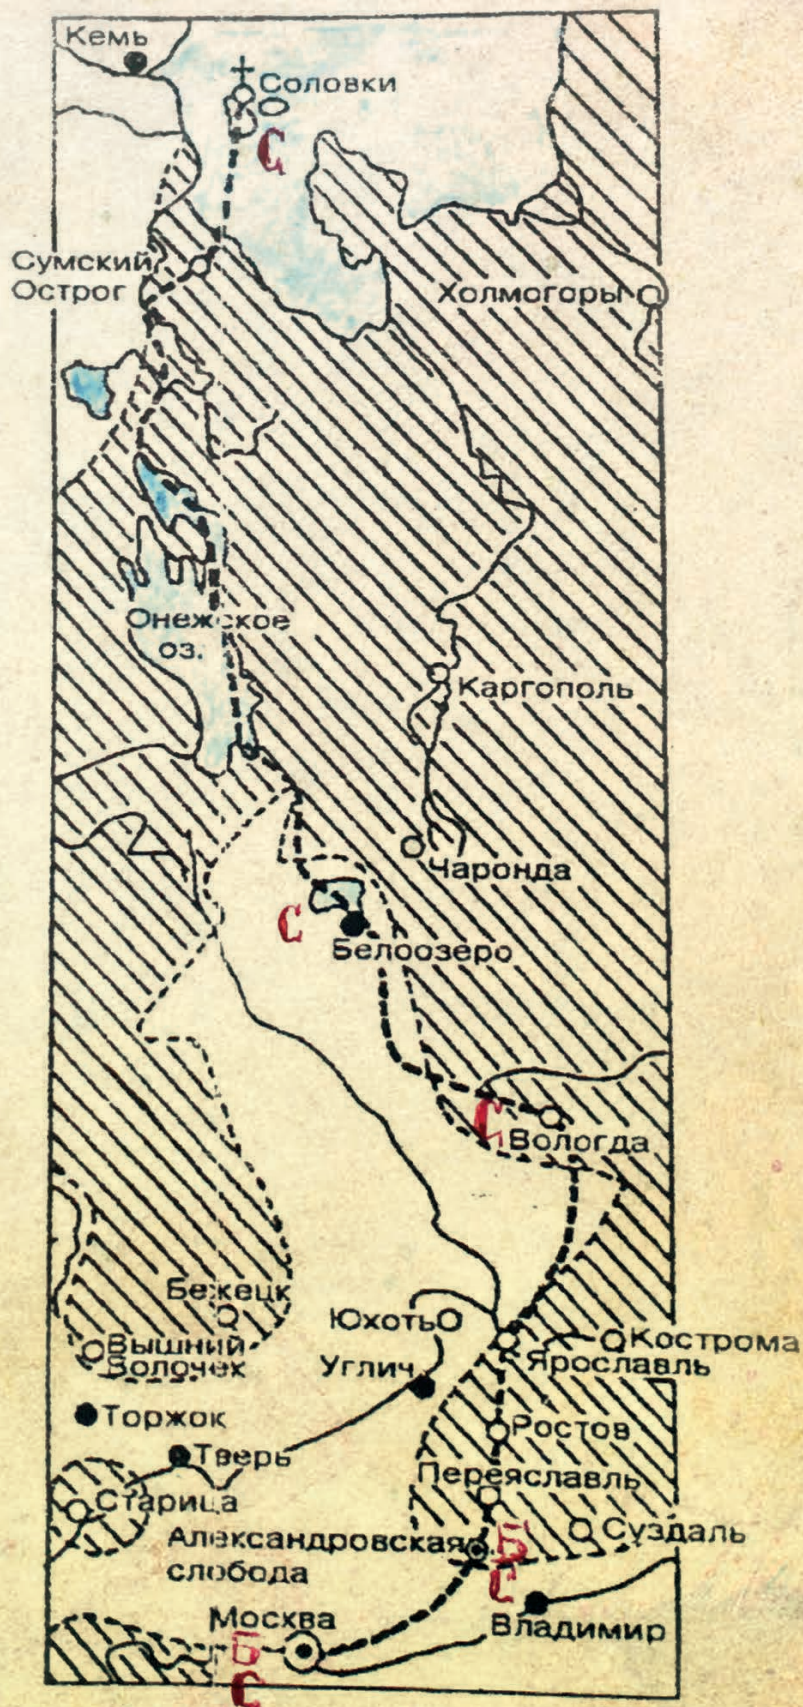 Кемь
Соловки
С
Сумский
Острог
Холмогоры
Онежское
оз.
Каргополь
Чаронда
С
Белоозеро
С
Вологда
Бежецк
Юхоть
Кострома
Вышний
Волочек
Ярославль
Углич
Торжок
Ростов
Тверь
Переяславль
Старица
Суздаль
Александровская
слобода
Б
С
Москва
Владимир
Б
С